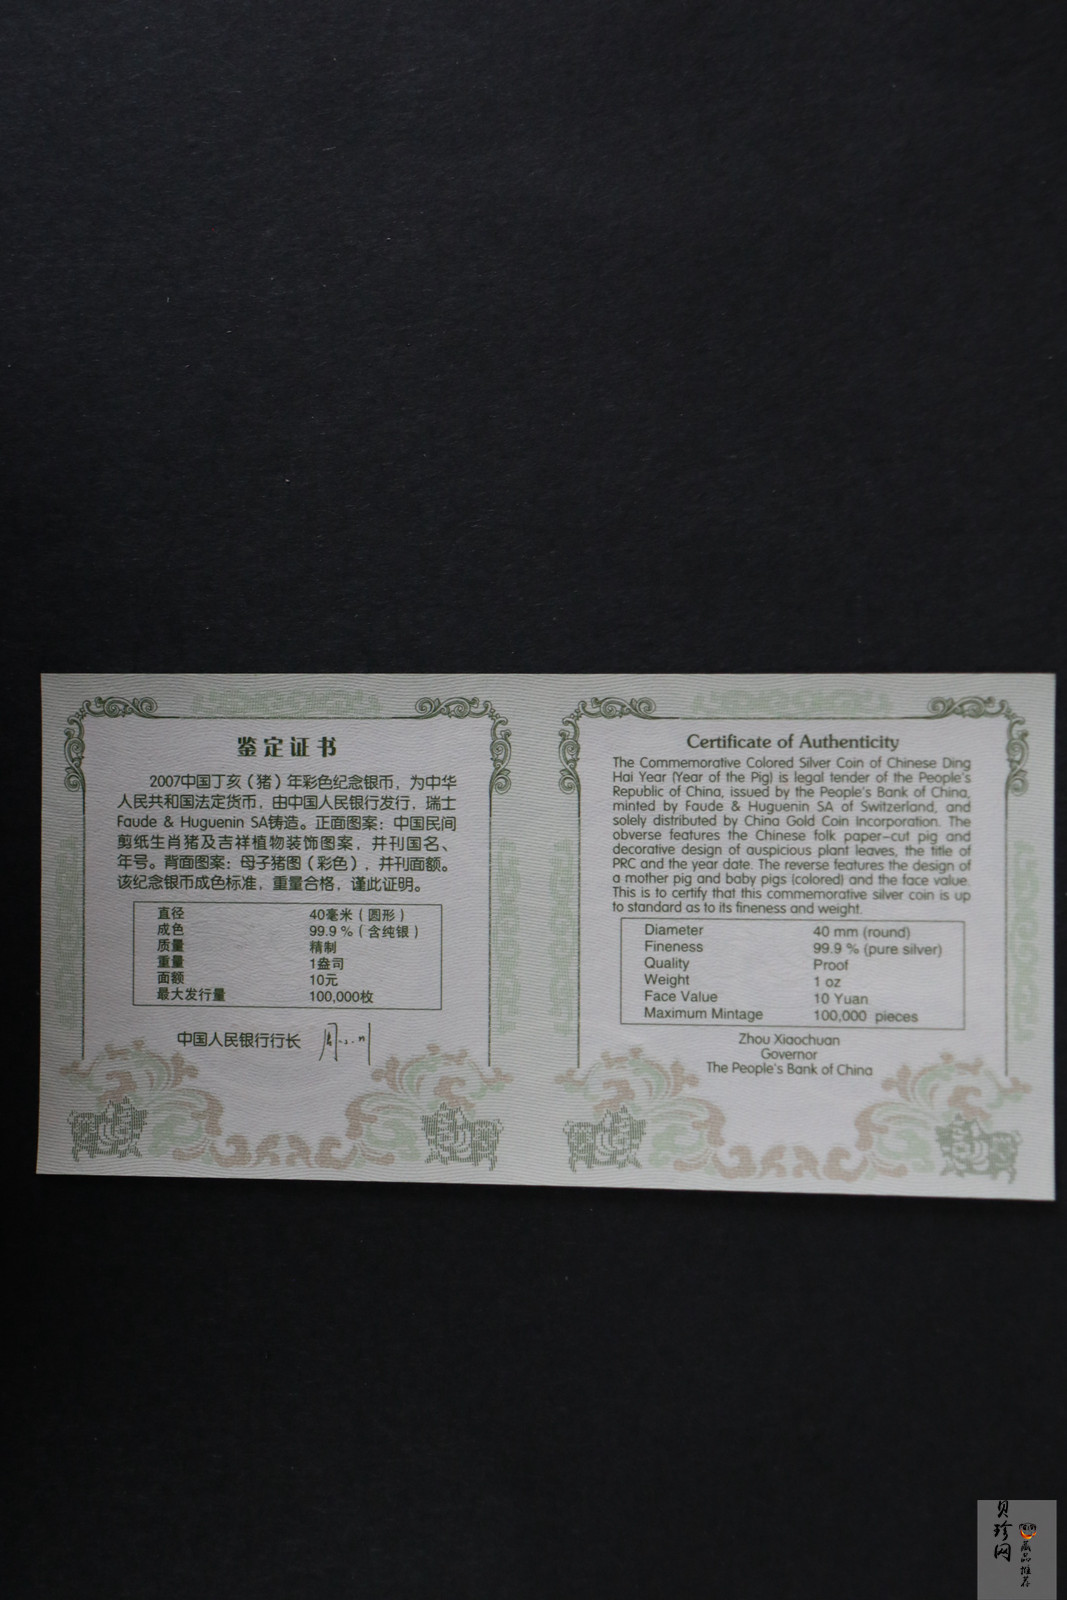 鉴定证书
2007中国丁亥（猪）年彩色纪念银币，为中华
人民共和国法定货币，由中国人民银行发行，瑞士
Faude & Huguenin SA铸造。正面图案：中国民间
剪纸生肖猪及吉祥植物装饰图案，并刊国名、
年号。背面图案：母子猪图（彩色），并刊面额。
该纪念银币成色标准，重量合格，谨此证明。
直径 40毫米（圆形）
成色 99.9％（含纯银）
质量 精制
重量 1盎司
面额 10元
最大发行量 100,000枚
中国人民银行行长
Certificate of Authenticity
The Commemorative Colored Silver Coin of Chinese Ding
Hai Year (Year of the Pig) is legal tender of the People's
Republic of China, issued by the People's Bank of China,
minted by Faude & Huguenin SA of Switzerland, and
solely distributed by China Gold Coin Incorporation. The
obverse features the Chinese folk paper-cut pig and
decorative design of auspicious plant leaves, the title of
PRC and the year date. The reverse features the design of
a mother pig and baby pigs (colored) and the face value.
This is to certify that this commemorative silver coin is up
to standard as to its fineness and weight.
Diameter 40 mm (round)
Fineness 99.9 % (pure silver)
Quality Proof
Weight 1 oz
Face Value 10 Yuan
Maximum Mintage 100,000 pieces
Zhou Xiaochuan
Governor
The People's Bank of China
贝珍网
藏品推荐